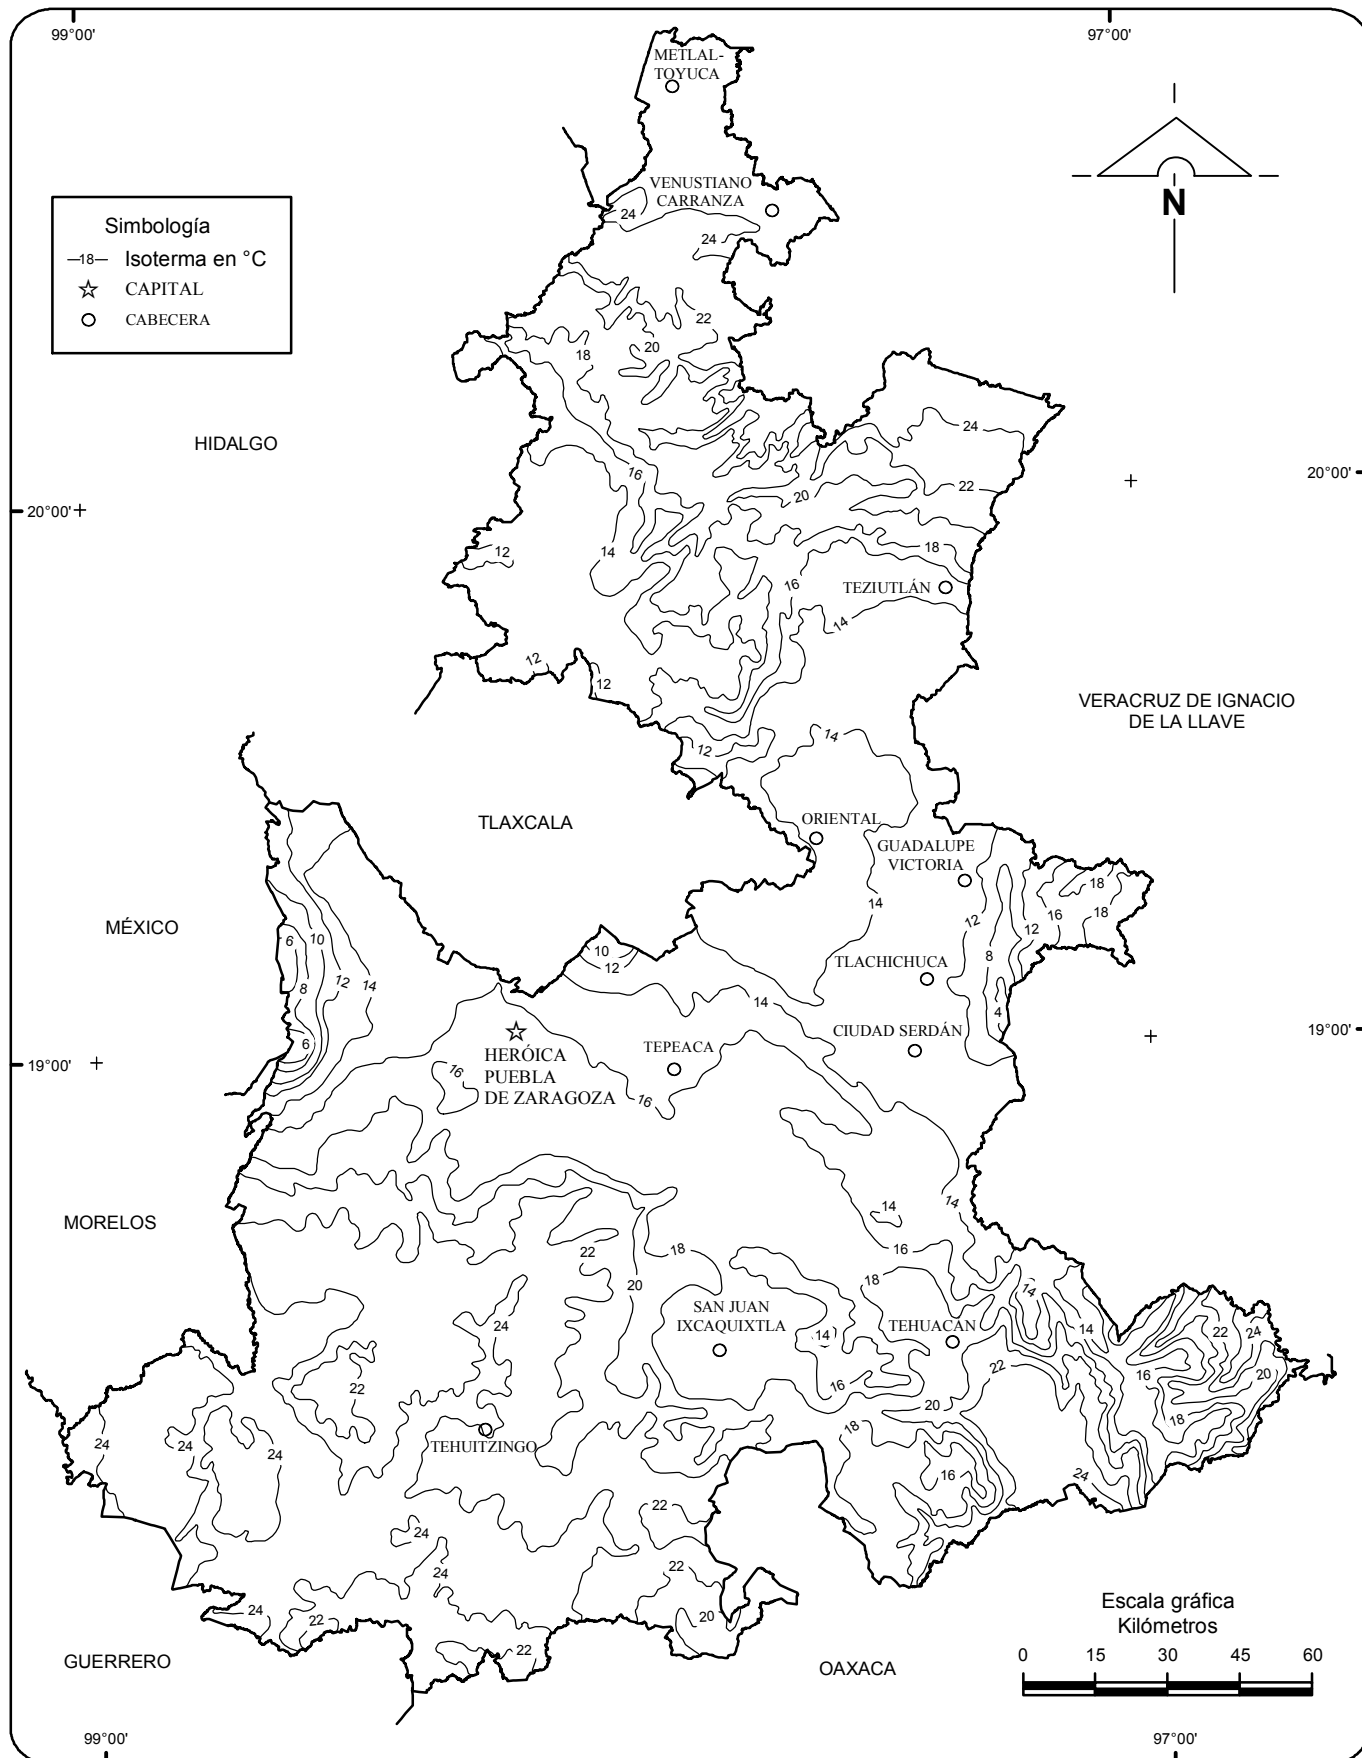 99°00'
97°00'
METLAL-
TOYUCA
VENUSTIANO
CARRANZA
24
24
N
Simbología
—18— Isoterma en °C
CAPITAL
CABECERA
22
20
18
HIDALGO
24
16
22
20
20°00'
20°00'
12
14
18
16
TEZIUTLÁN
14
12
12
VERACRUZ DE IGNACIO
DE LA LLAVE
14
12
TLAXCALA
ORIENTAL
GUADALUPE
VICTORIA
18
14
16
18
12
12
MÉXICO
6
10
10
12
8
TLACHICHUCA
8
12
14
14
4
6
19°00'
19°00'
HERÓICA
PUEBLA
DE ZARAGOZA
16
TEPEACA
CIUDAD SERDÁN
16
MORELOS
14
14
22
18
16
20
18
14
SAN JUAN
IXCAQUIXTLA
24
14
TEHUACÁN
14
22
24
22
16
22
16
20
20
18
18
24
24
24
TEHUITZINGO
16
24
22
24
24
22
24
22
20
22
GUERRERO
OAXACA
Escala gráfica
Kilómetros
0 15 30 45 60
99°00'
97°00'